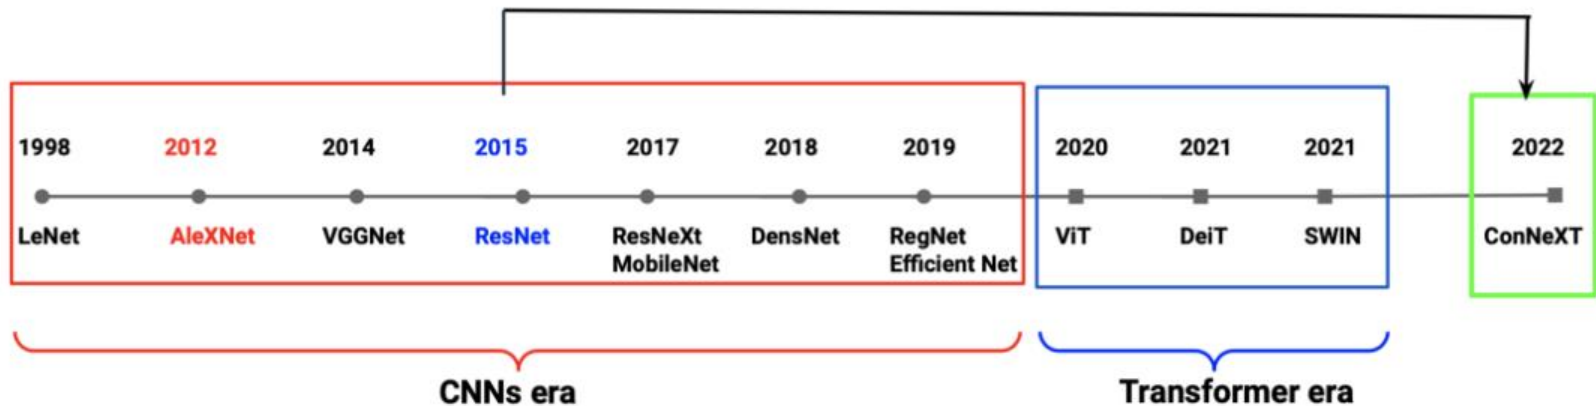 1998 2012 2014 2015 2017 2018 2019 2020 2021 2021 2022
LeNet AleXNet VGGNet ResNet ResNeXt DensNet RegNet ViT DeiT SWIN ConNeXT
MobileNet Efficient Net
CNNs era Transformer era